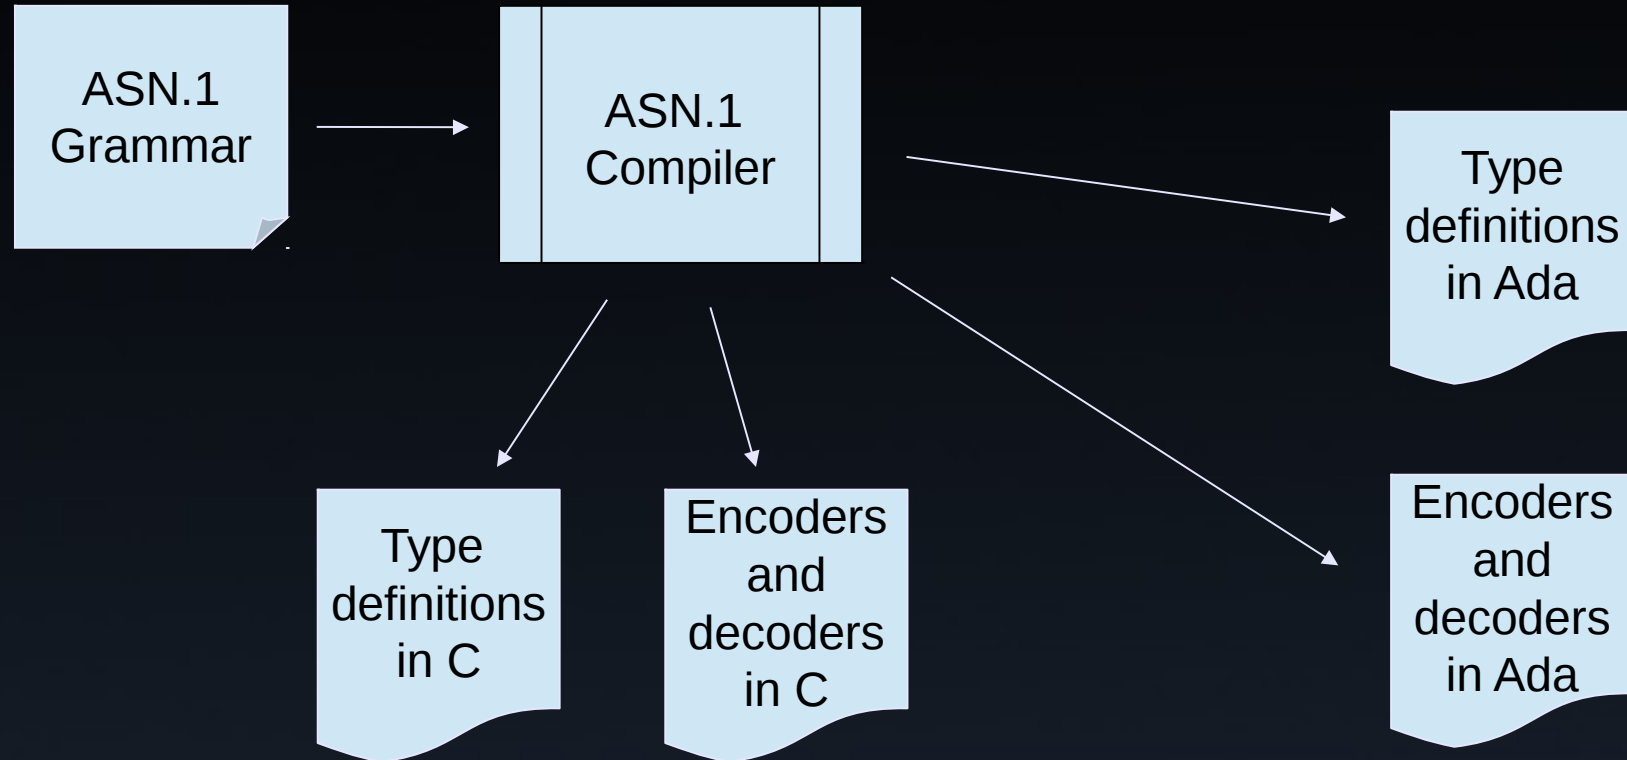 ASN.1
Grammar
ASN.1
Compiler
Type
definitions
in Ada
Type
definitions
in C
Encoders
and
decoders
in C
Encoders
and
decoders
in Ada